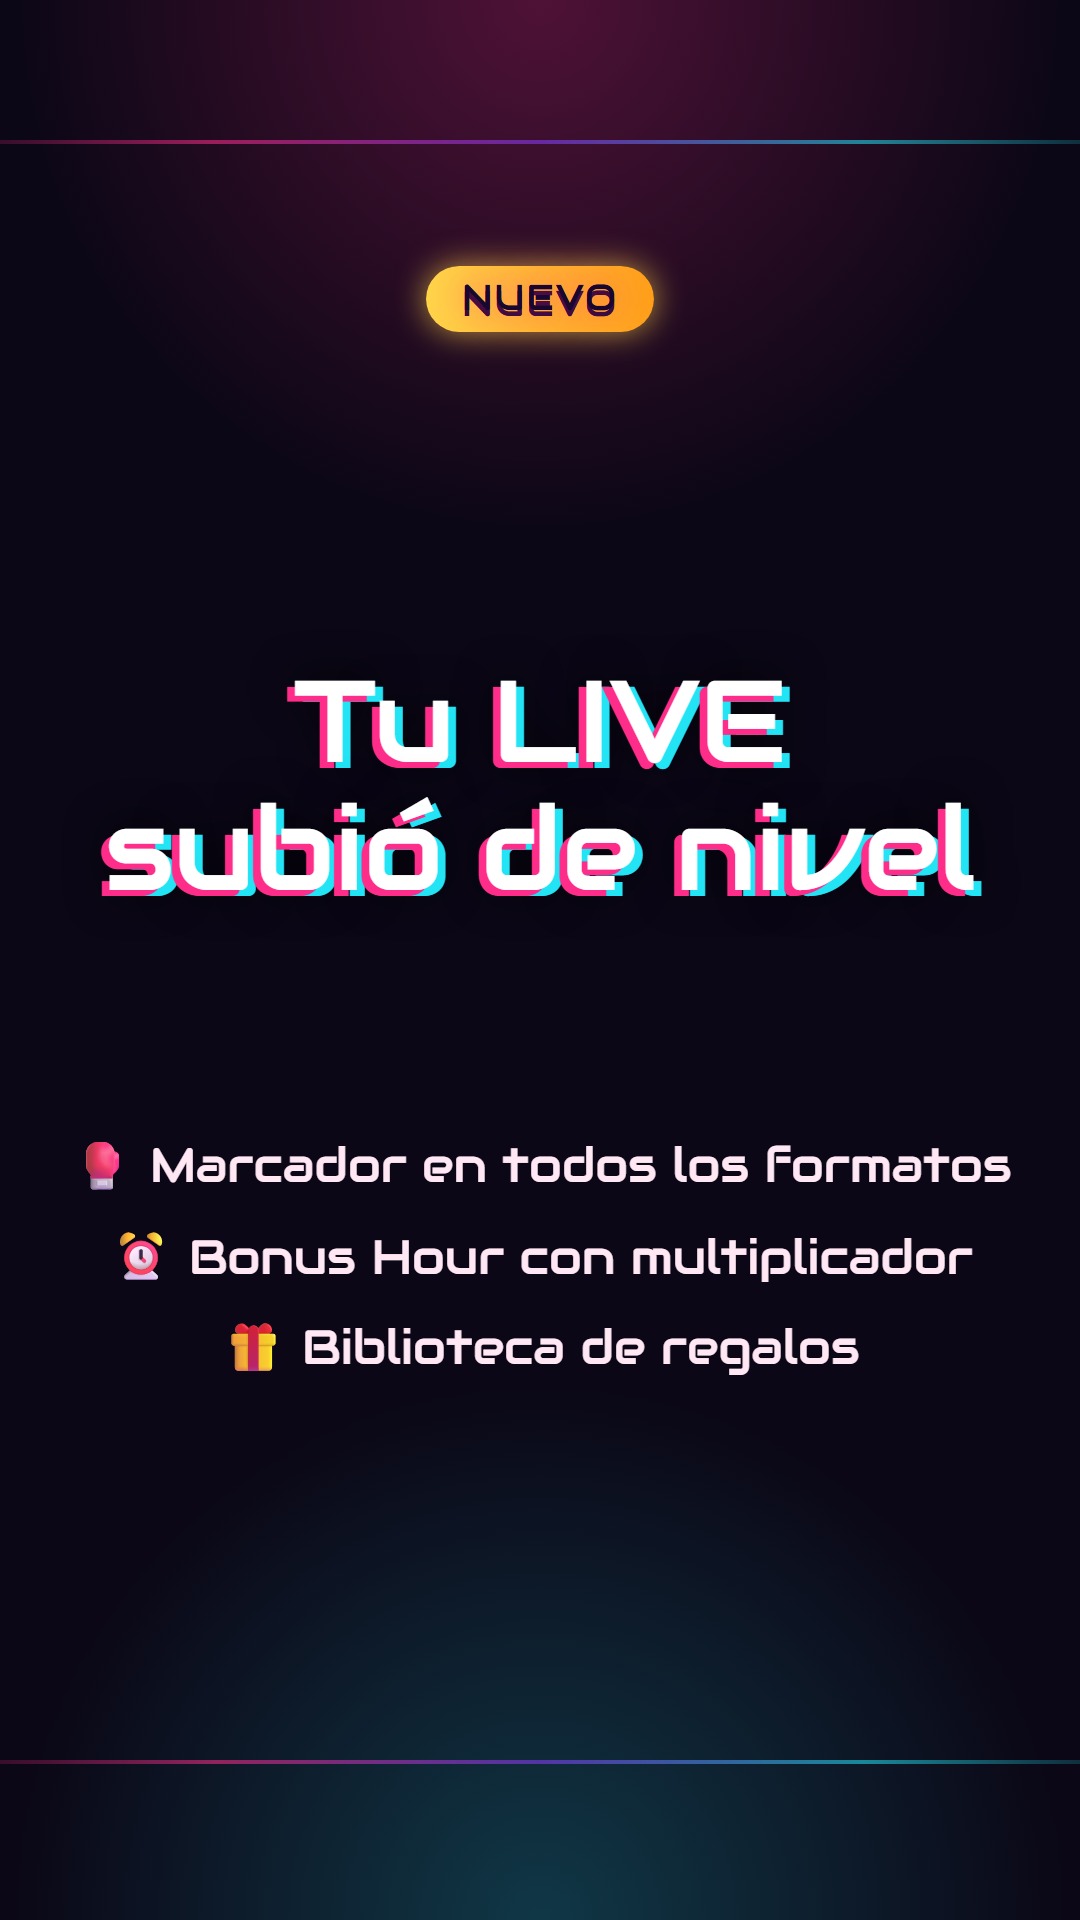 NUEVO
Tu LIVE
subió de nivel
Marcador en todos los formatos
Bonus Hour con multiplicador
Biblioteca de regalos